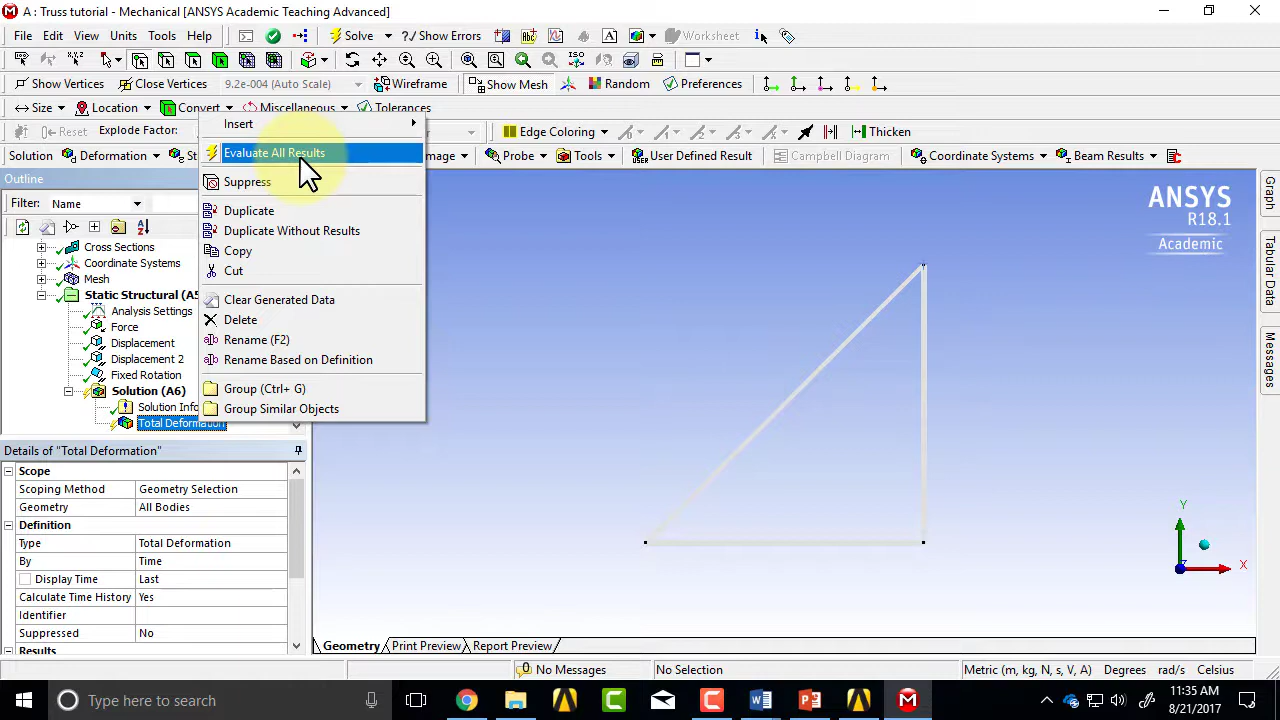 A : Truss tutorial - Mechanical [ANSYS Academic Teaching Advanced]
File Edit View Units Tools Help Solve ?/ Show Errors Worksheet
Show Vertices Close Vertices 9.2e-004 (Auto Scale) Wireframe Show Mesh Random Preferences
Size Location Convert Miscellaneous Tolerances
Reset Explode Factor: Edge Coloring Thicken
Solution Deformation Probe Tools User Defined Result Campbell Diagram Coordinate Systems Beam Results
Insert
Evaluate All Results
Suppress
Duplicate
Duplicate Without Results
Copy
Cut
Clear Generated Data
Delete
Rename (F2)
Rename Based on Definition
Group (Ctrl+ G)
Group Similar Objects
Outline
Filter: Name
Cross Sections
Coordinate Systems
Mesh
Static Structural (A5
Analysis Settings
Force
Displacement
Displacement 2
Fixed Rotation
Solution (A6)
Solution Info
Total Deformation
Details of "Total Deformation"
Scope
Scoping Method Geometry Selection
Geometry All Bodies
Definition
Type Total Deformation
By Time
Display Time Last
Calculate Time History Yes
Identifier
Suppressed No
Results
ANSYS
R18.1
Academic
Y
X
Z
Graph
Tabular Data
Messages
Geometry Print Preview Report Preview
0 No Messages No Selection Metric (m, kg, N, s, V, A) Degrees rad/s Celsius
Type here to search
11:35 AM
8/21/2017